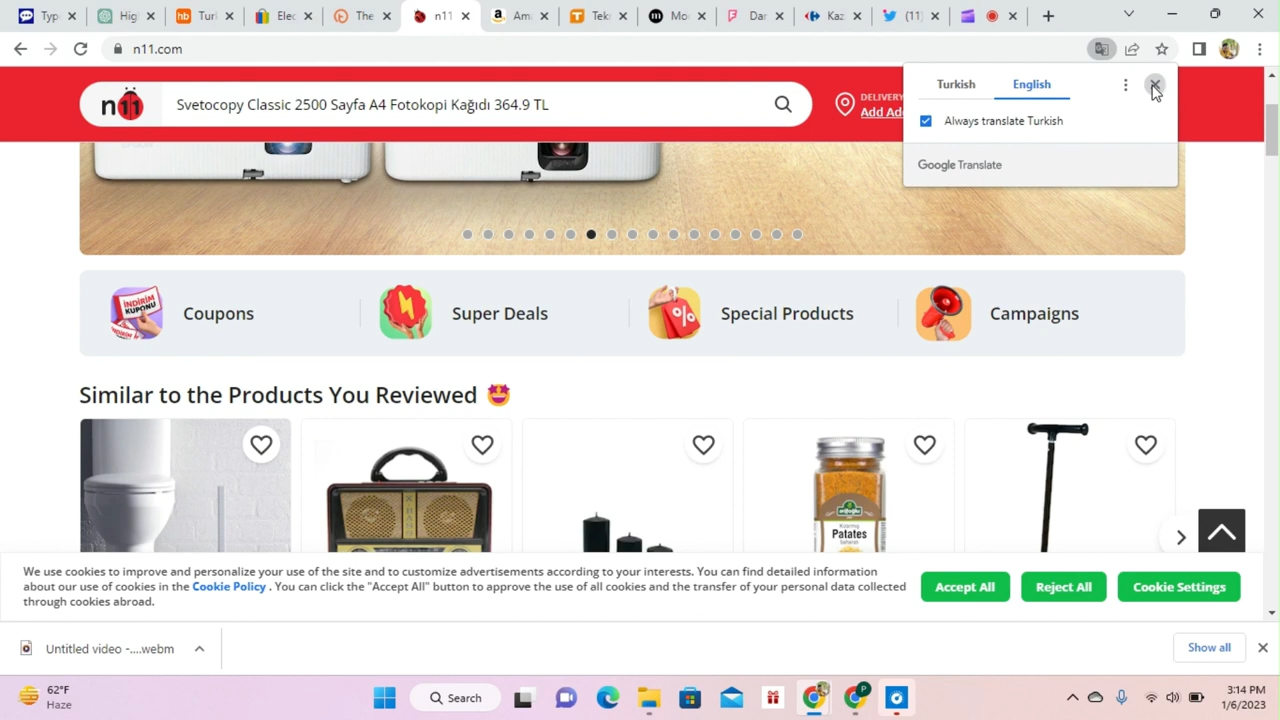 Typ
Hig
hb Turl
Elec
The
n11
a Am
T Tek
m Mo
Dar
Kaz
(11)
n11.com
Turkish English
Always translate Turkish
Google Translate
n11 Svetocopy Classic 2500 Sayfa A4 Fotokopi Kağıdı 364.9 TL
DELIVERY
Add Ad
İNDİRİM KUPONU Coupons
Super Deals
% Special Products
Campaigns
Similar to the Products You Reviewed
Patates
We use cookies to improve and personalize your use of the site and to customize advertisements according to your interests. You can find detailed information
about our use of cookies in the Cookie Policy . You can click the "Accept All" button to approve the use of all cookies and the transfer of your personal data collected
through cookies abroad.
Accept All Reject All Cookie Settings
Untitled video -....webm
Show all
62°F
Haze
Search
P
3:14 PM
1/6/2023